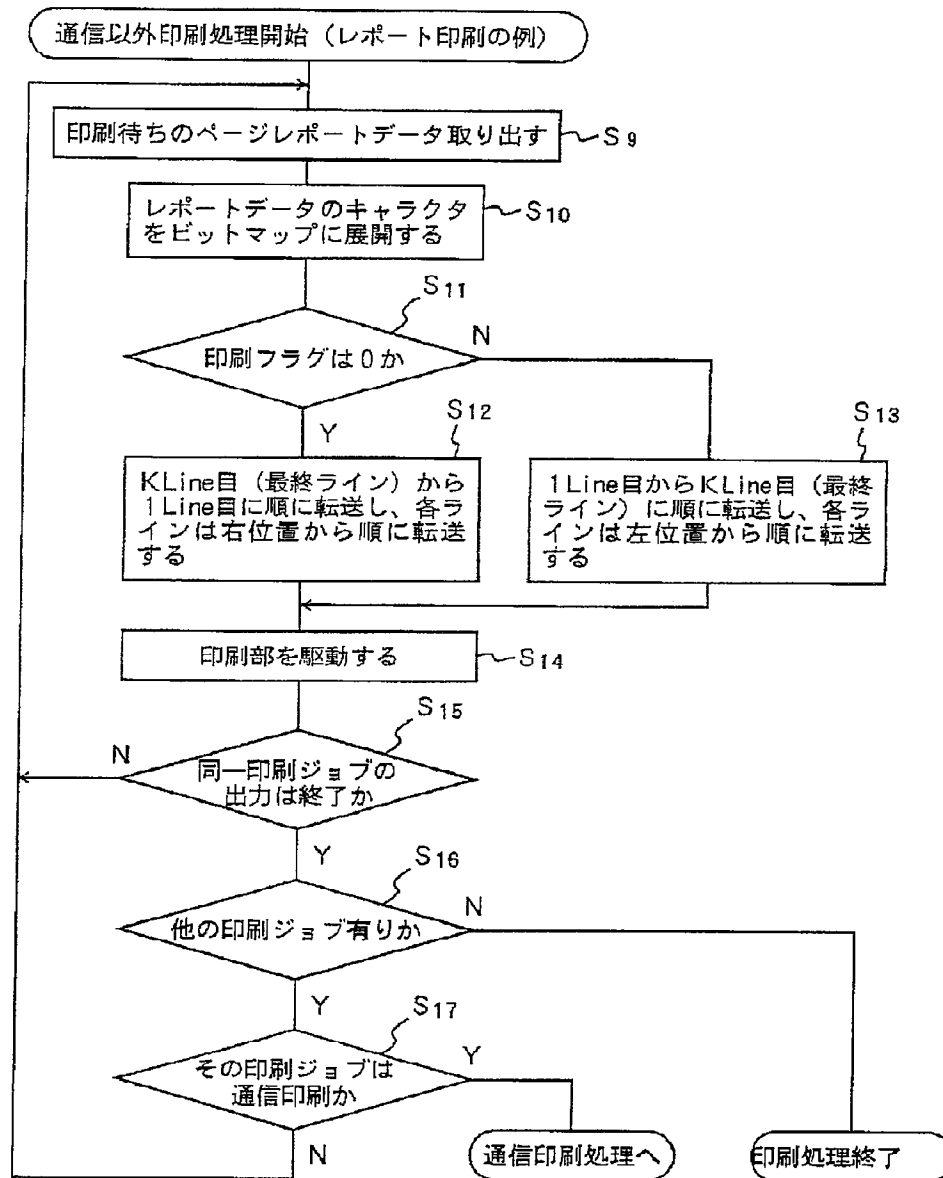 通信以外印刷処理開始（レポート印刷の例）
印刷待ちのページレポートデータ取り出す
S9
レポートデータのキャラクタ
をビットマップに展開する
S10
S11
印刷フラグは0か
N
Y
S12
KLine目（最終ライン）から
1Line目に順に転送し、各ラ
インは右位置から順に転送
する
S13
1Line目からKLine目（最終
ライン）に順に転送し、各ラ
インは左位置から順に転送
する
印刷部を駆動する
S14
S15
N
同一印刷ジョブの
出力は終了か
Y
S16
他の印刷ジョブ有りか
N
Y
S17
その印刷ジョブは
通信印刷か
Y
N
通信印刷処理へ
印刷処理終了